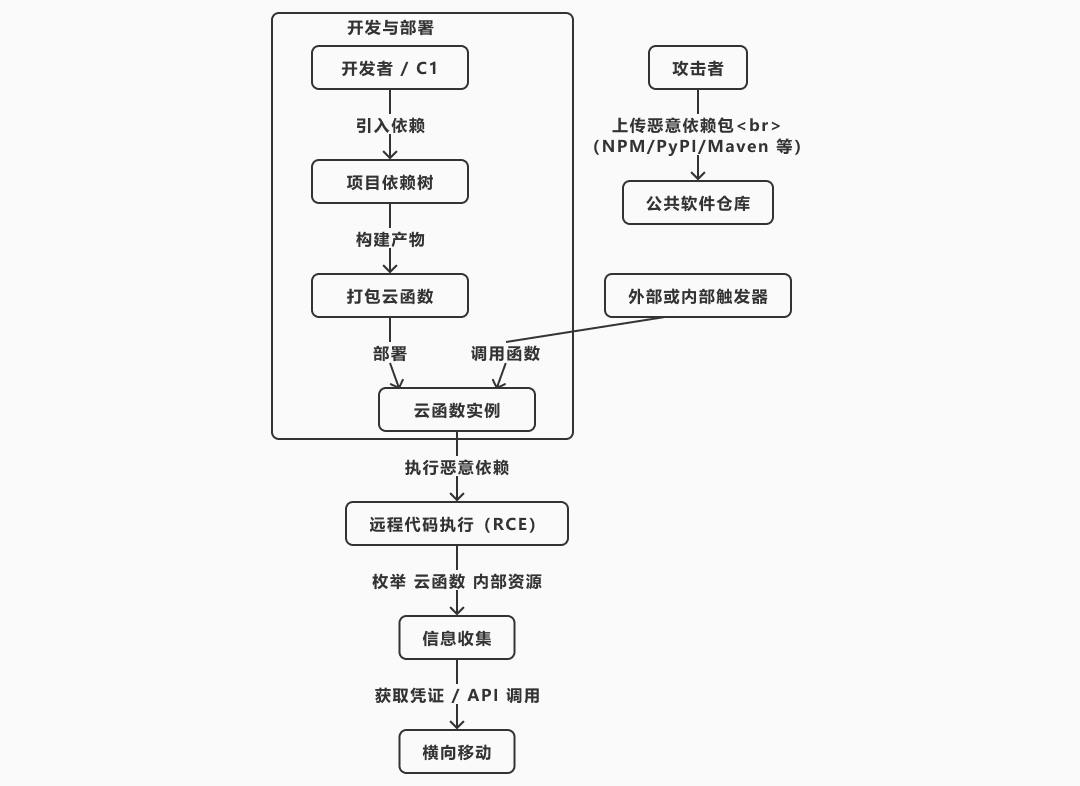 开发与部署
开发者 / C1
攻击者
引入依赖
上传恶意依赖包<br>
（NPM/PyPI/Maven 等）
项目依赖树
公共软件仓库
构建产物
打包云函数
外部或内部触发器
部署
调用函数
云函数实例
执行恶意依赖
远程代码执行（RCE）
枚举 云函数 内部资源
信息收集
获取凭证 / API 调用
横向移动